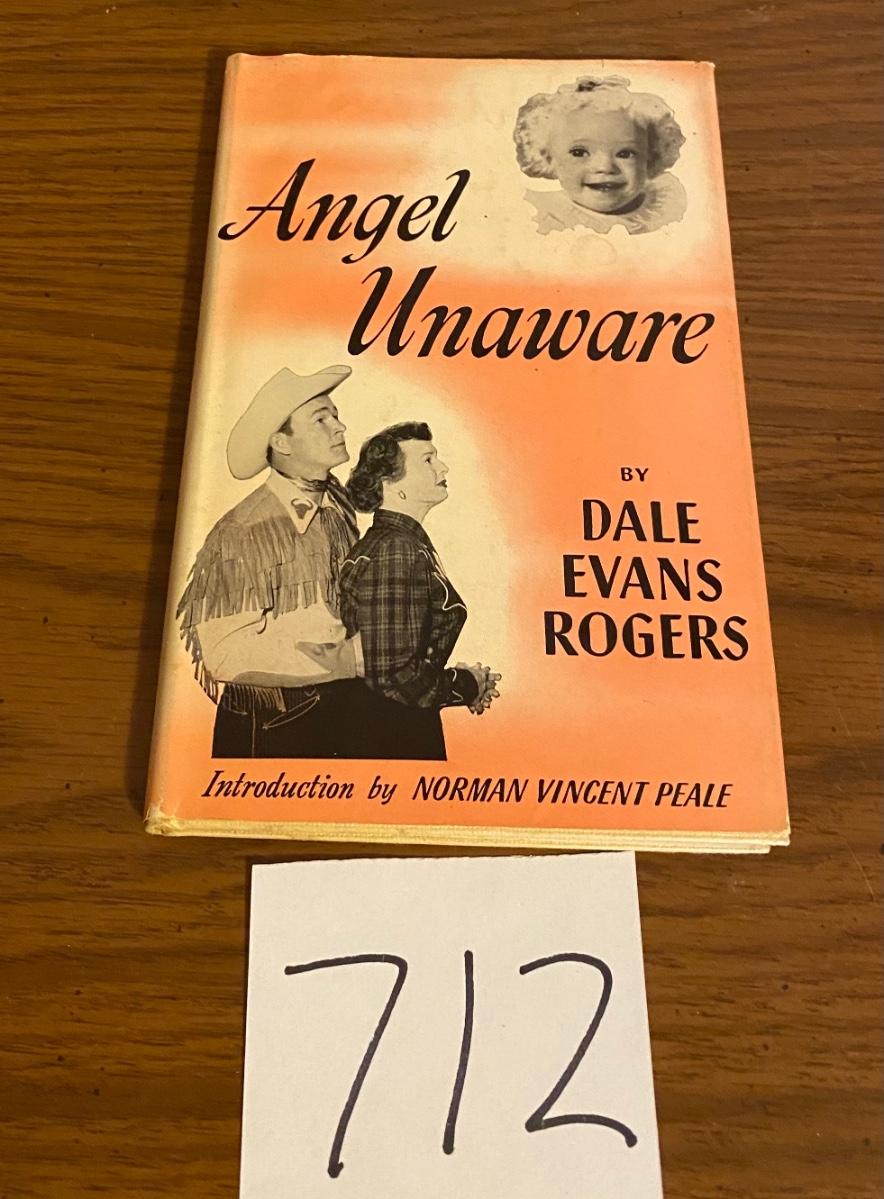 Angel
Unaware
BY
DALE
EVANS
ROGERS
Introduction by NORMAN VINCENT PEALE
712